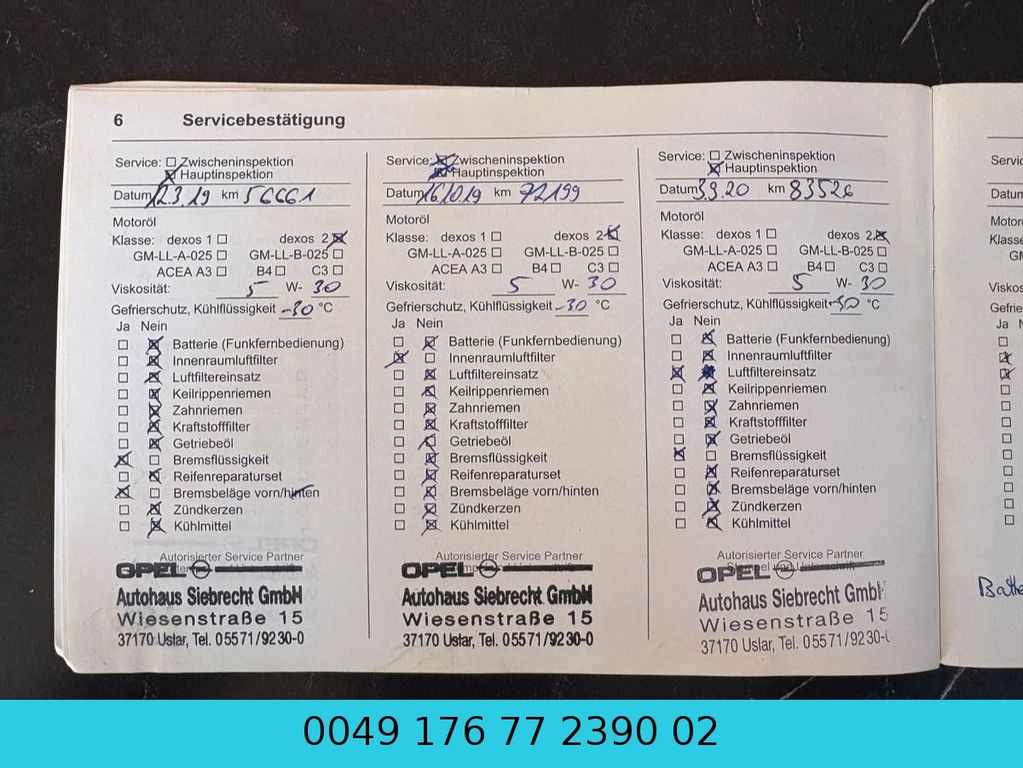 6 Servicebestätigung
Service: Zwischeninspektion
Hauptinspektion
Datum 12.3.19 km 56661
Motoröl
Klasse: dexos 1 dexos 2
GM-LL-A-025 GM-LL-B-025
ACEA A3 B4 C3
Viskosität: 5 W- 30
Gefrierschutz, Kühlflüssigkeit -30 °C
Ja Nein
Batterie (Funkfernbedienung)
Innenraumluftfilter
Luftfiltereinsatz
Keilrippenriemen
Zahnriemen
Kraftstofffilter
Getriebeöl
Bremsflüssigkeit
Reifenreparaturset
Bremsbeläge vorn/hinten
Zündkerzen
Kühlmittel
Autorisierter Service Partner
OPEL
Autohaus Siebrecht GmbH
Wiesenstraße 15
37170 Uslar, Tel. 05571/9230-0
Service: Zwischeninspektion
Hauptinspektion
Datum 16.10.19 km 72199
Motoröl
Klasse: dexos 1 dexos 2
GM-LL-A-025 GM-LL-B-025
ACEA A3 B4 C3
Viskosität: 5 W- 30
Gefrierschutz, Kühlflüssigkeit -30 °C
Ja Nein
Batterie (Funkfernbedienung)
Innenraumluftfilter
Luftfiltereinsatz
Keilrippenriemen
Zahnriemen
Kraftstofffilter
Getriebeöl
Bremsflüssigkeit
Reifenreparaturset
Bremsbeläge vorn/hinten
Zündkerzen
Kühlmittel
Autorisierter Service Partner
OPEL
Autohaus Siebrecht GmbH
Wiesenstraße 15
37170 Uslar, Tel. 05571/9230-0
Service: Zwischeninspektion
Hauptinspektion
Datum 3.9.20 km 83526
Motoröl
Klasse: dexos 1 dexos 2
GM-LL-A-025 GM-LL-B-025
ACEA A3 B4 C3
Viskosität: 5 W- 30
Gefrierschutz, Kühlflüssigkeit -30 °C
Ja Nein
Batterie (Funkfernbedienung)
Innenraumluftfilter
Luftfiltereinsatz
Keilrippenriemen
Zahnriemen
Kraftstofffilter
Getriebeöl
Bremsflüssigkeit
Reifenreparaturset
Bremsbeläge vorn/hinten
Zündkerzen
Kühlmittel
Autorisierter Service Partner
OPEL
Autohaus Siebrecht GmbH
Wiesenstraße 15
37170 Uslar, Tel. 05571/9230-
Ja
0049 176 77 2390 02